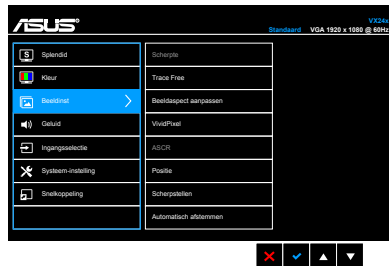 ASUS
VX24x
Standaard VGA 1920 x 1080 @ 60Hz
S Splendid
Kleur
Beeldinst
Geluid
Ingangsselectie
Systeem-instelling
Snelkoppeling
Scherpte
Trace Free
Beeldaspect aanpassen
VividPixel
ASCR
Positie
Scherpstellen
Automatisch afstemmen